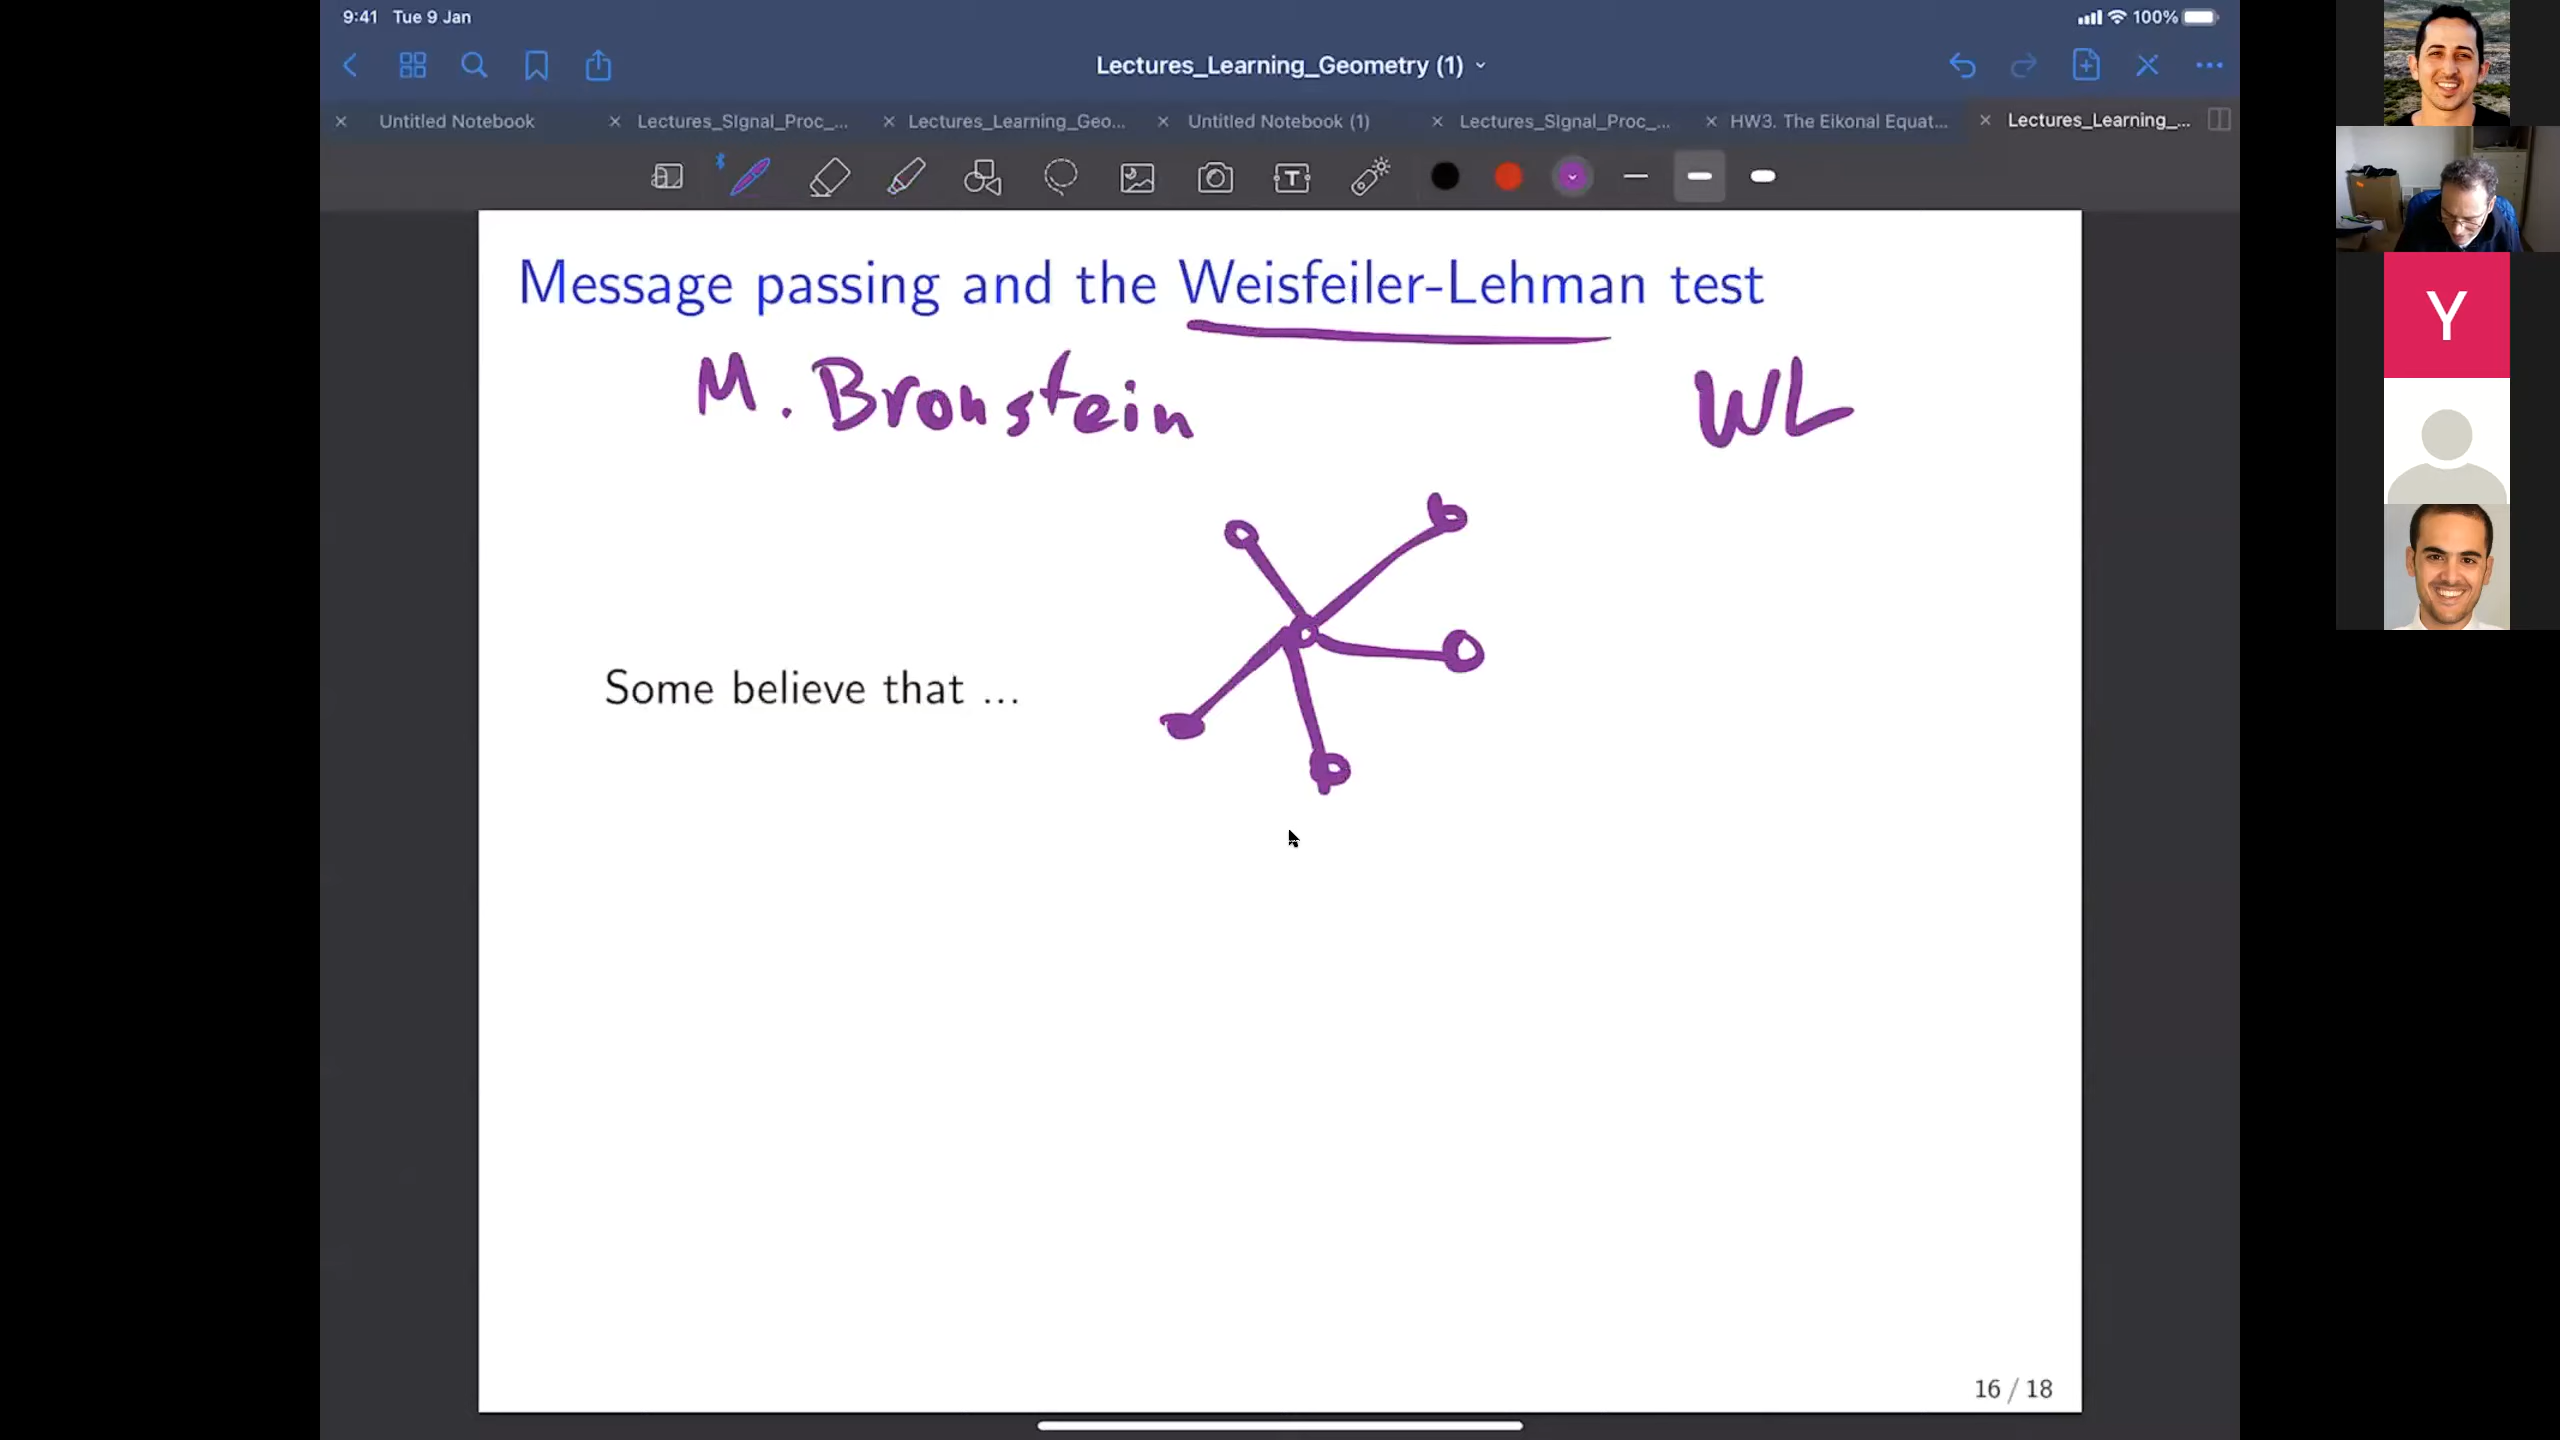 9:41 Tue 9 Jan 100%
Lectures_Learning_Geometry (1)
Untitled Notebook Lectures_SIgnal_Proc_... Lectures_Learning_Geo... Untitled Notebook (1) Lectures_SIgnal_Proc_... HW3. The Eikonal Equat... Lectures_Learning_...
Message passing and the Weisfeiler-Lehman test
M. Bronstein WL
Some believe that ...
16 / 18
Y